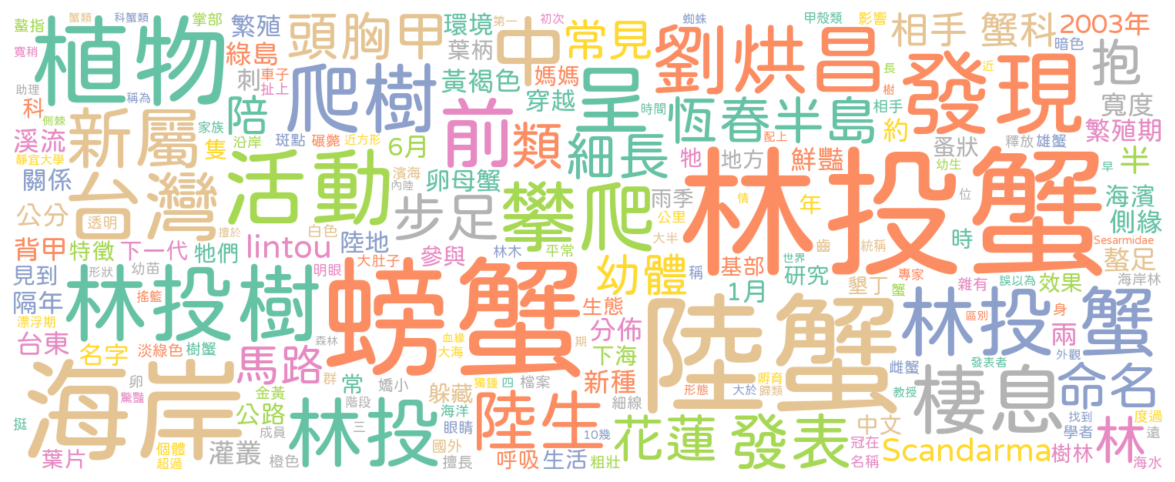 螯指
蟹類
科蟹類
掌部
繁殖
頭胸甲
環境
中
第一
初次
常見
蜘蛛
劉烘昌
甲殼類
影響
相手
蟹科
2003年
寬稍
植物
綠島
葉柄
暗色
抱
助理
刺
車子
扯上
爬樹
黃褐色
媽媽
呈
長
近
發現
稱為
科
陪
穿越
恆春半島
樹
相手
寬度
側棘
溪流
家族
沿岸
斑點
碾斃
近方形
6月
前
類
細長
時間
配上
約
繁殖期
靜宜大學
新屬
隻
蚤狀
釋放
雄蟹
關係
活動
卵母蟹
濱海
內陸
攀爬
牠
地方
鮮豔
幼生
早
半
台灣
步足
雨季
林投蟹
年
情
位
海濱
公分
透明
擅於
白色
公里
側緣
背甲
特徵
下一代
牠們
lintou
陸地
參與
林木
平常
大半
齒
統稱
時
Sesarmidae
見到
形狀
幼苗
明眼
大肚子
螃蟹
幼體
稱
基部
世界
研究
專家
螯足
隔年
林投樹
搖籃
1月
墾丁
蟹
雜有
誤以為
效果
海岸林
漂浮期
生態
陸蟹
林投蟹
區別
身
兩
台東
名字
淡綠色
樹蟹
森林
馬路
血緣
大海
期
分佈
下海
外觀
發表者
海岸
卵
驚豔
金黃
群
常
嬌小
躲藏
獨鍾
四
檔案
新種
雌蟹
命名
公路
階段
海洋
細線
形態
大於
孵育
歸類
教授
棲息
挺
成員
林投
眼睛
陸生
10幾
花蓮
發表
中文
找到
學者
度過
林
遠
葉片
個體
超過
灌叢
橙色
三
國外
擅長
呼吸
生活
粗壯
冠在
名稱
Scandarma
樹林
海水